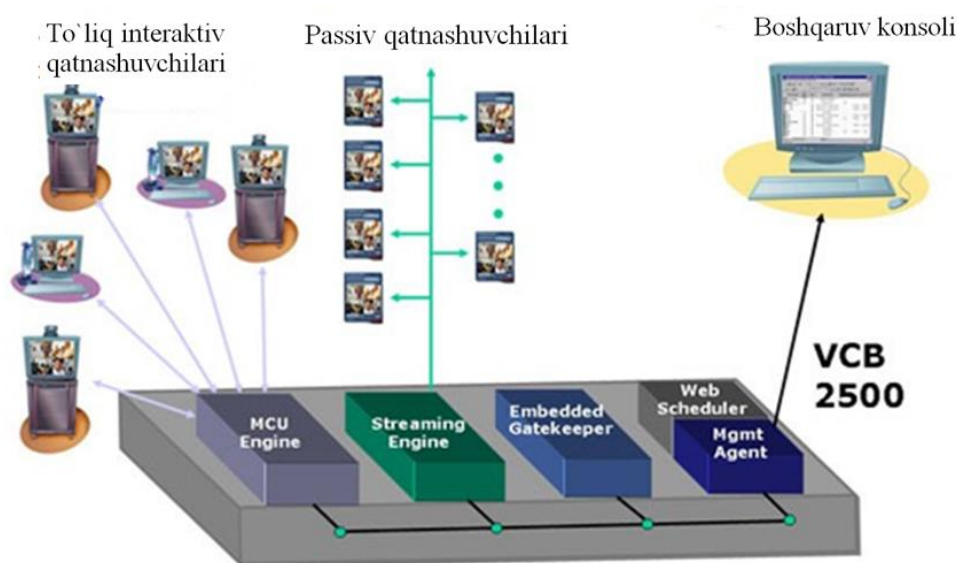 To`liq interaktiv
qatnashuvchilari
Passiv qatnashuvchilari
Boshqaruv konsoli
VCB
2500
MCU
Engine
Streaming
Engine
Embedded
Gatekeeper
Web
Scheduler
Mgmt
Agent